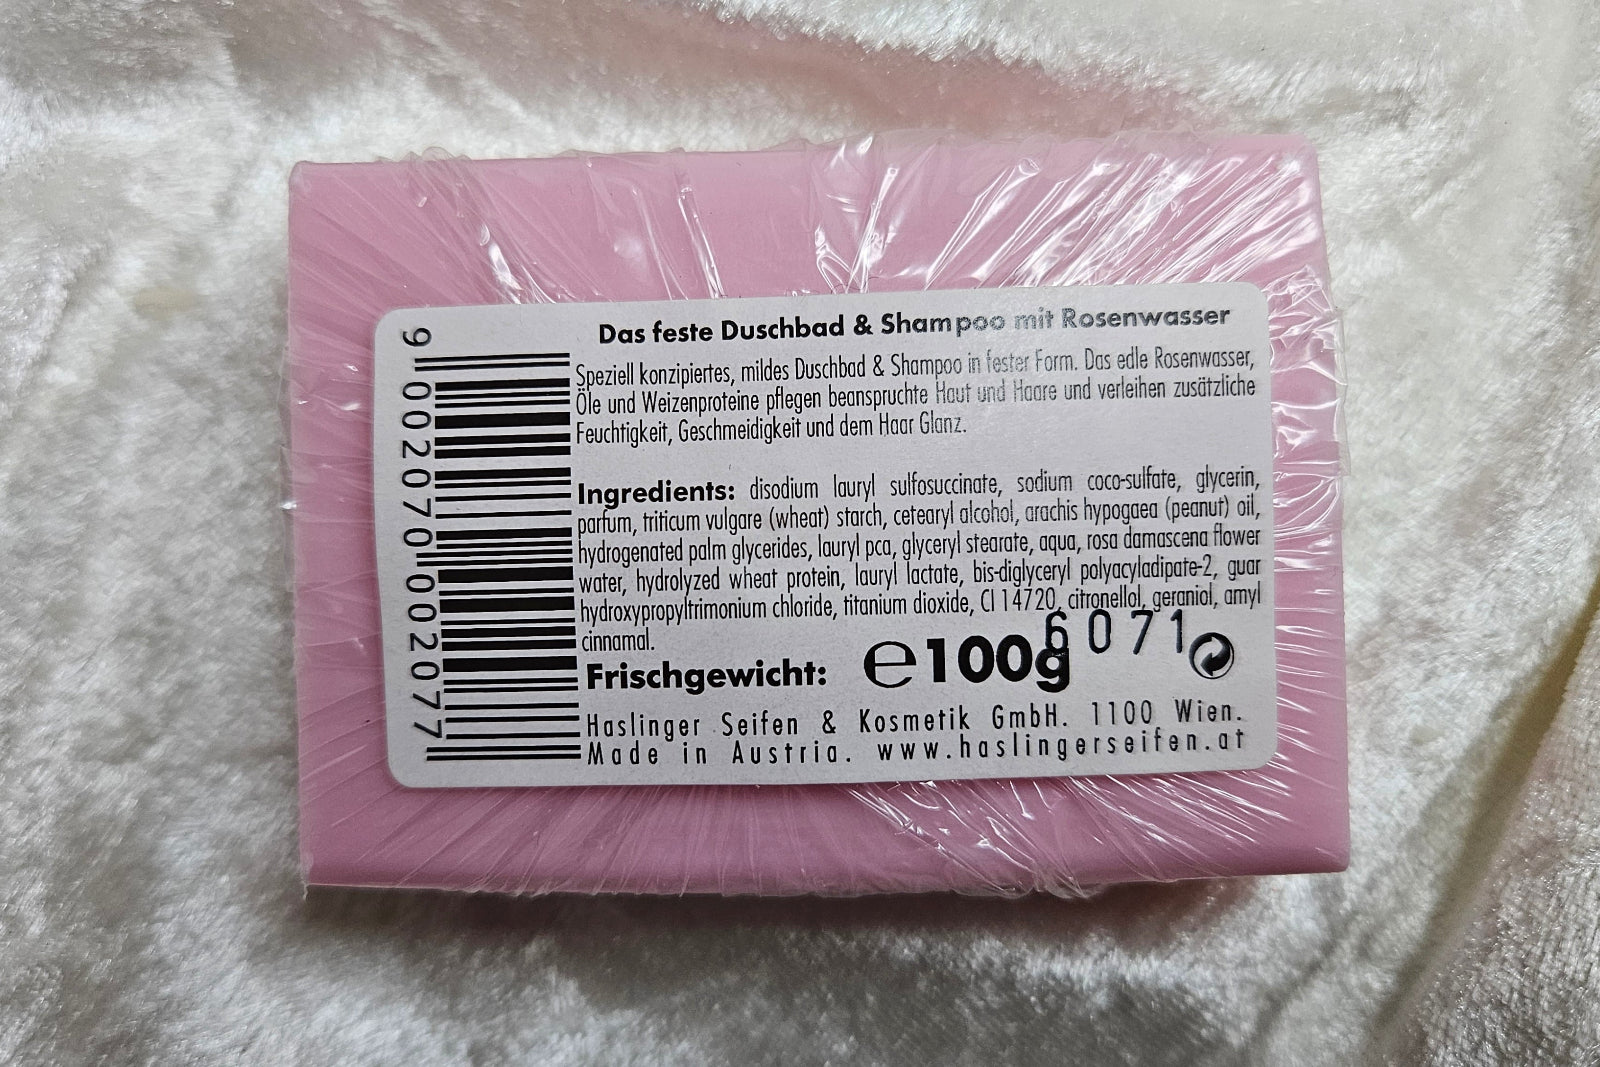 Das feste Duschbad & Shampoo mit Rosenwasser
Speziell konzipiertes, mildes Duschbad & Shampoo in fester Form. Das edle Rosenwasser,
Öle und Weizenproteine pflegen beanspruchte Haut und Haare und verleihen zusätzliche
Feuchtigkeit, Geschmeidigkeit und dem Haar Glanz.
Ingredients: disodium lauryl sulfosuccinate, sodium coco-sulfate, glycerin,
parfum, triticum vulgare (wheat) starch, cetearyl alcohol, arachis hypogaea (peanut) oil,
hydrogenated palm glycerides, lauryl pca, glyceryl stearate, aqua, rosa damascena flower
water, hydrolyzed wheat protein, lauryl lactate, bis-diglyceryl polyacyladipate-2, guar
hydroxypropyltrimonium chloride, titanium dioxide, CI 14720, citronellol, geraniol, amyl
cinnamal.
Frischgewicht: ℮100g
6071
Haslinger Seifen & Kosmetik GmbH. 1100 Wien.
Made in Austria. www.haslingerseifen.at
9 002070 002077